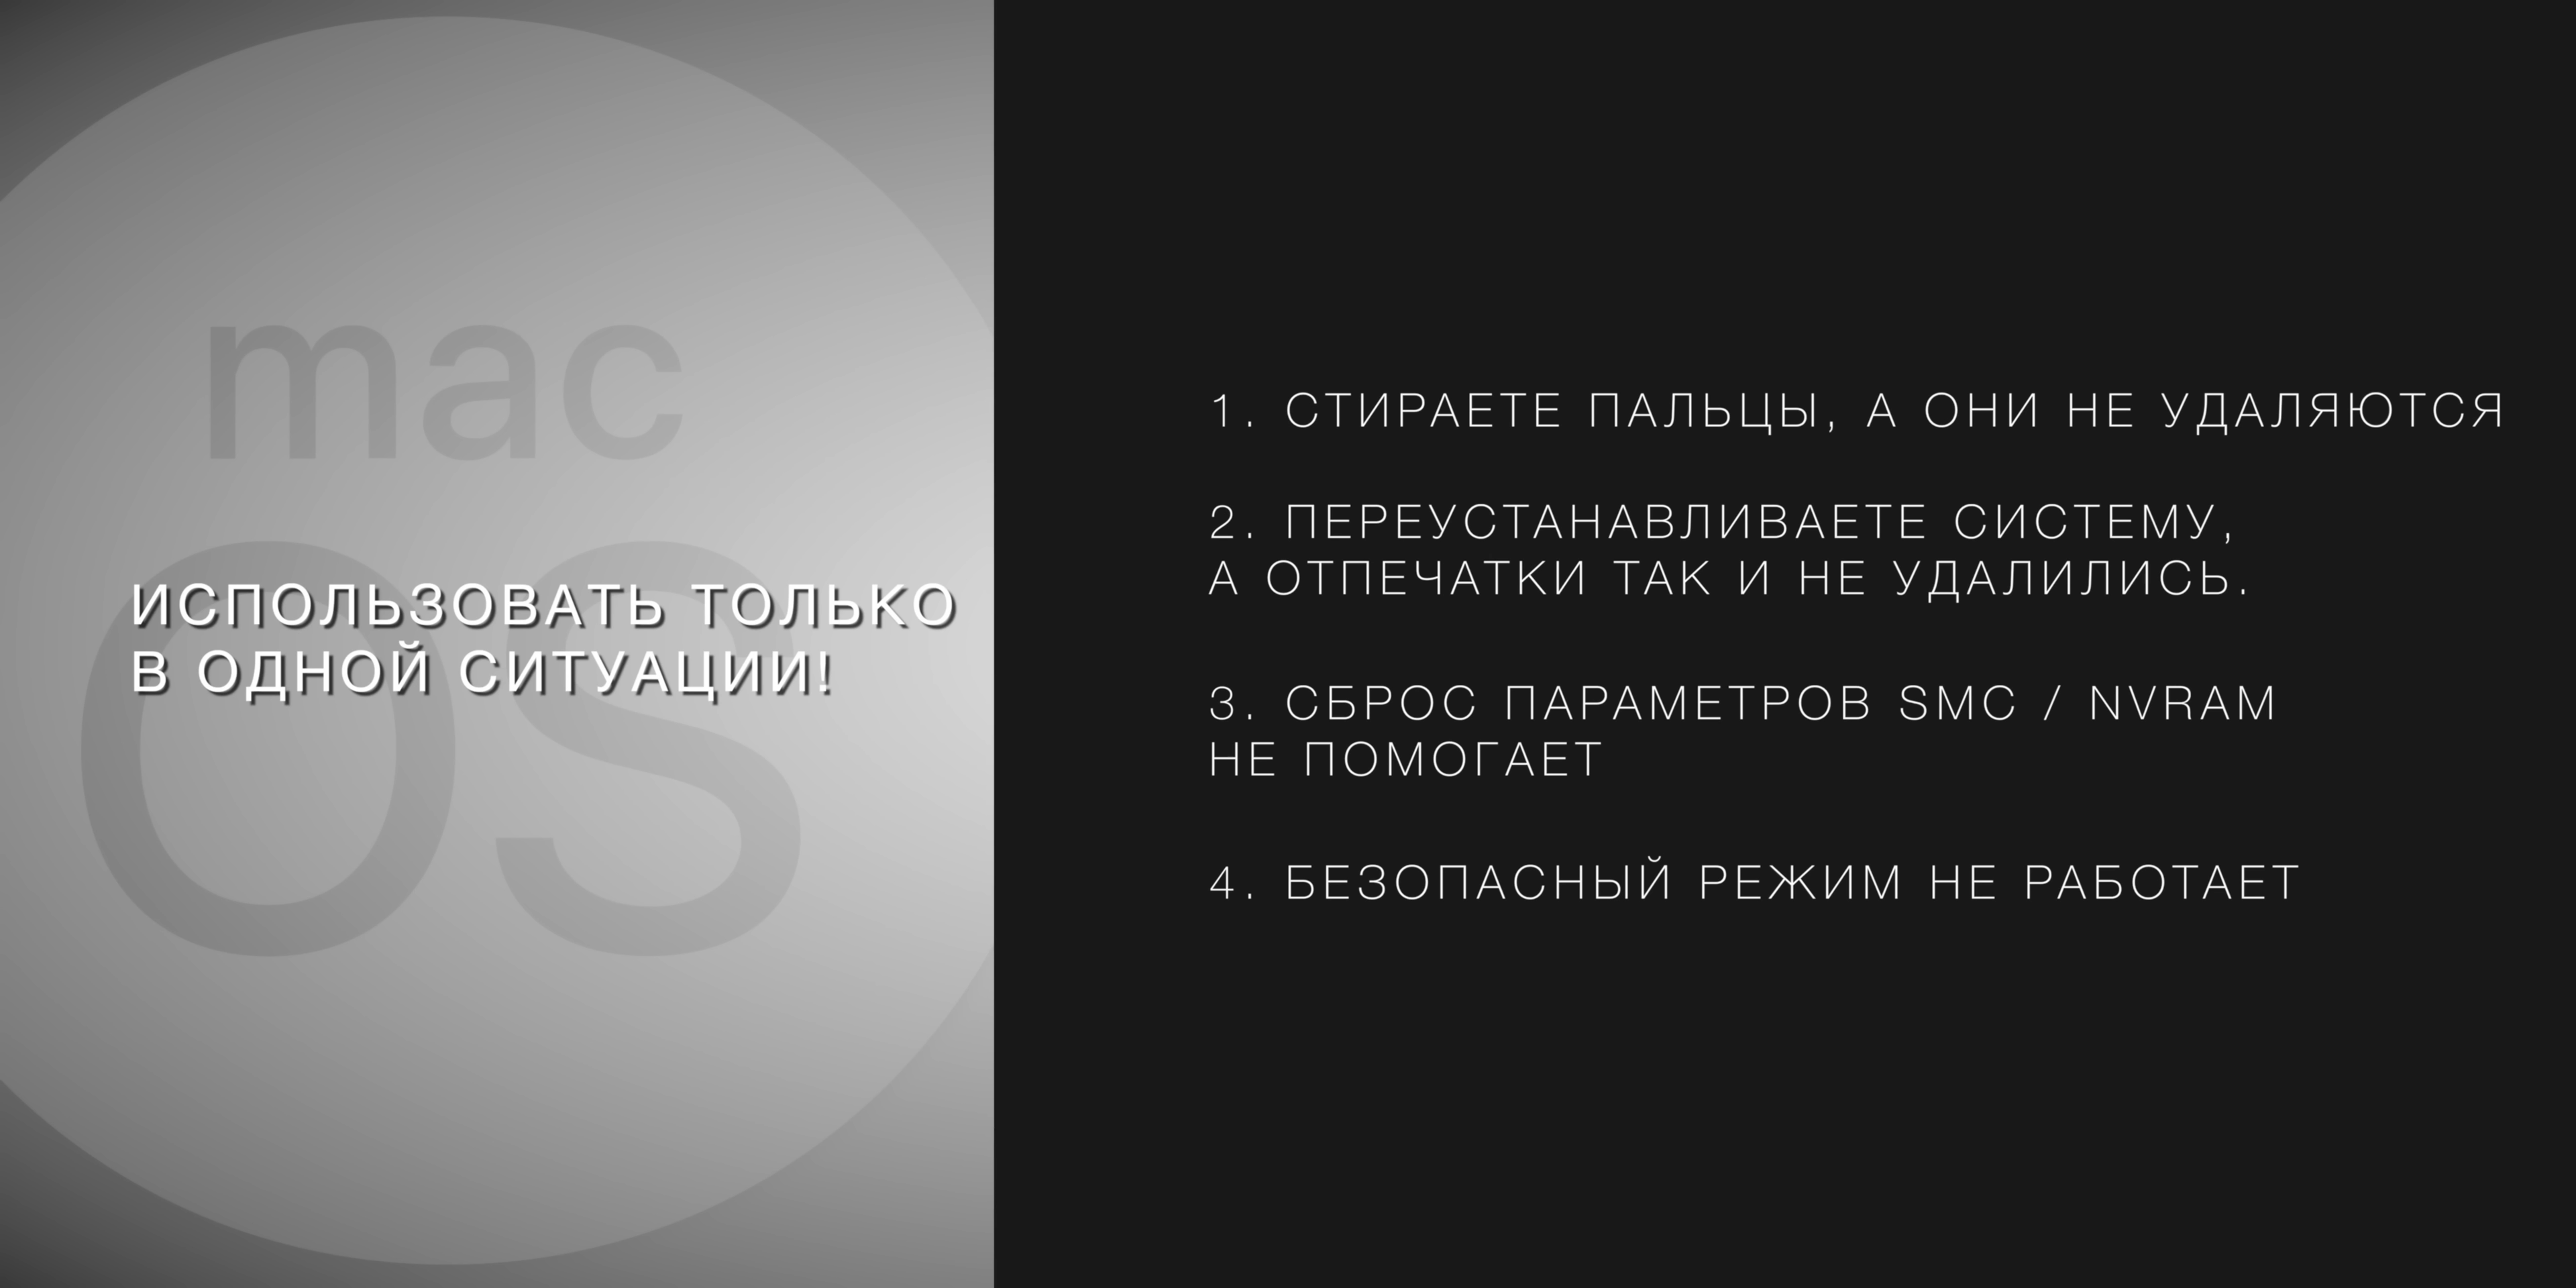 mac
OS
ИСПОЛЬЗОВАТЬ ТОЛЬКО
В ОДНОЙ СИТУАЦИИ!
1. СТИРАЕТЕ ПАЛЬЦЫ, А ОНИ НЕ УДАЛЯЮТСЯ
2. ПЕРЕУСТАНАВЛИВАЕТЕ СИСТЕМУ,
А ОТПЕЧАТКИ ТАК И НЕ УДАЛИЛИСЬ.
3. СБРОС ПАРАМЕТРОВ SMC / NVRAM
НЕ ПОМОГАЕТ
4. БЕЗОПАСНЫЙ РЕЖИМ НЕ РАБОТАЕТ